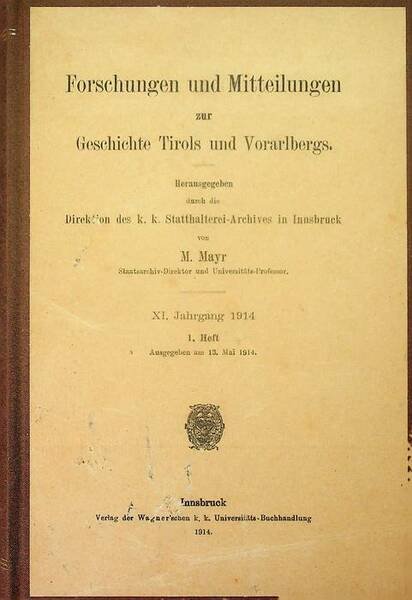 Forschungen und Mitteilungen
zur
Geschichte Tirols und Vorarlbergs.
Herausgegeben
durch die
Direktion des k. k. Statthalterei-Archives in Innsbruck
von
M. Mayr
Staatsarchiv-Direktor und Universitäts-Professor.
XI. Jahrgang 1914
1. Heft
Ausgegeben am 13. Mai 1914.
Innsbruck
Verlag der Wagner'schen k. k. Universitäts-Buchhandlung
1914.